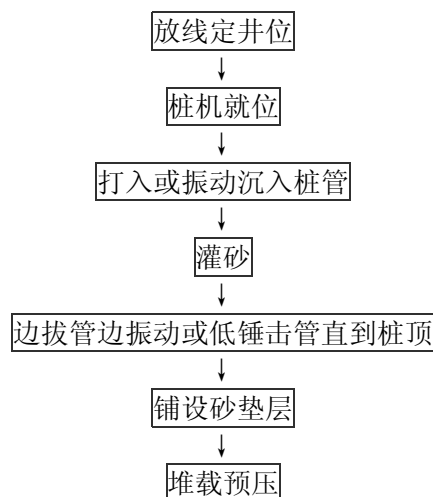 放线定井位
桩机就位
打入或振动沉入桩管
灌砂
边拔管边振动或低锤击管直到桩顶
铺设砂垫层
堆载预压